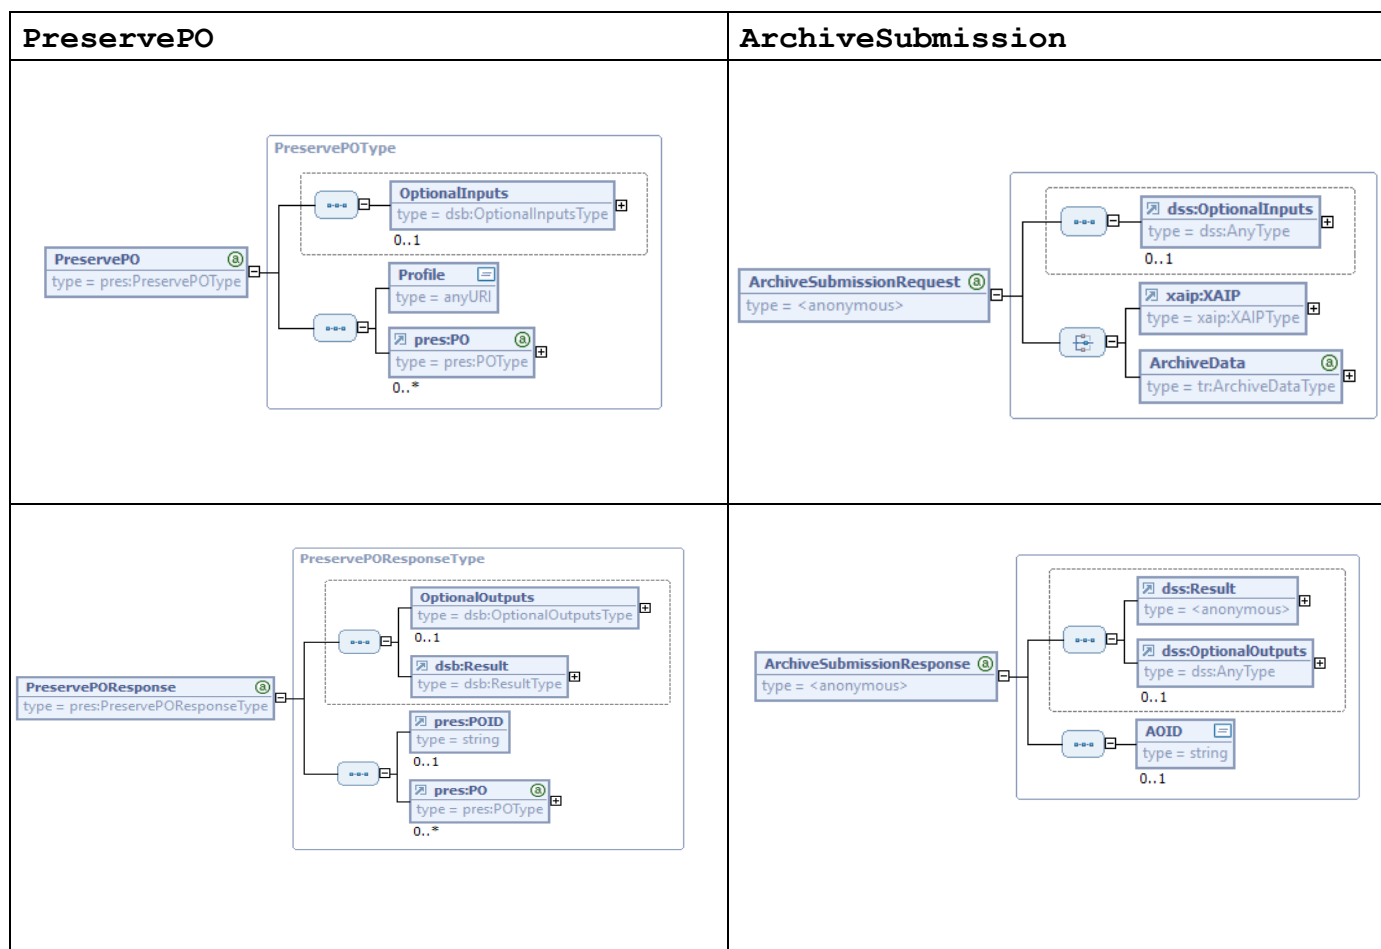 PreservePO
ArchiveSubmission
PreservePOType
OptionalInputs
type = dsb:OptionalInputsType
0..1
PreservePO
type = pres:PreservePOType
Profile
type = anyURI
pres:PO
type = pres:POType
0..*
dss:OptionalInputs
type = dss:AnyType
0..1
ArchiveSubmissionRequest
type = <anonymous>
xaip:XAIP
type = xaip:XAIPType
ArchiveData
type = tr:ArchiveDataType
PreservePOResponseType
OptionalOutputs
type = dsb:OptionalOutputsType
0..1
dsb:Result
type = dsb:ResultType
PreservePOResponse
type = pres:PreservePOResponseType
pres:POID
type = string
0..1
pres:PO
type = pres:POType
0..*
dss:Result
type = <anonymous>
dss:OptionalOutputs
type = dss:AnyType
0..1
ArchiveSubmissionResponse
type = <anonymous>
AOID
type = string
0..1